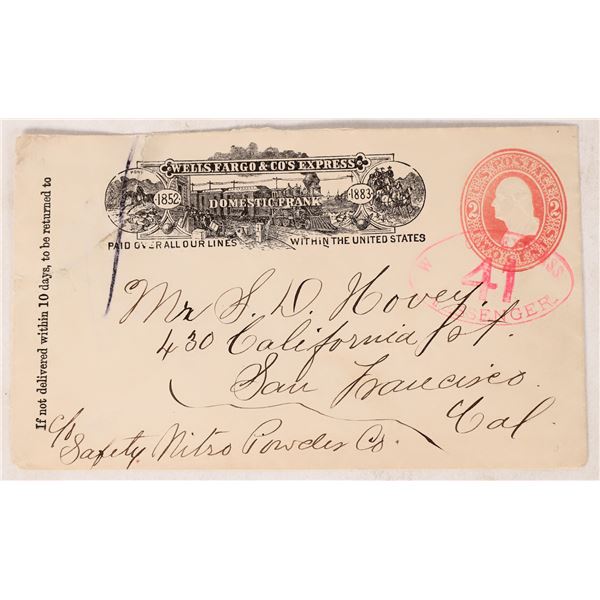 If not delivered within 10 days, to be returned to
WELLS, FARGO & CO'S EXPRESS
1852
DOMESTIC FRANK
1883
PAID OVER ALL OUR LINES WITHIN THE UNITED STATES
U.S. POSTAGE
2 2
TWO CENTS
W
SS
41
PASSENGER.
Mr S. D. Hovey,
430 California St.
San Francisco.
Cal.
c/o
Safety Nitro Powder Co.